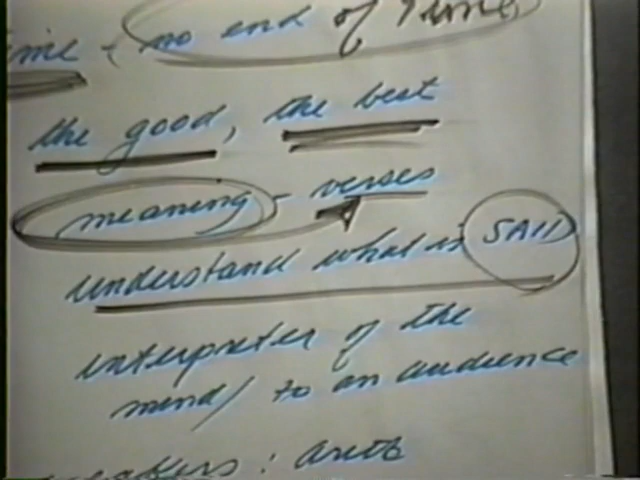 no end of Time,
the good, the best
meaning - verses
understand what is SAID
interpreter of the
mind/ to an audience